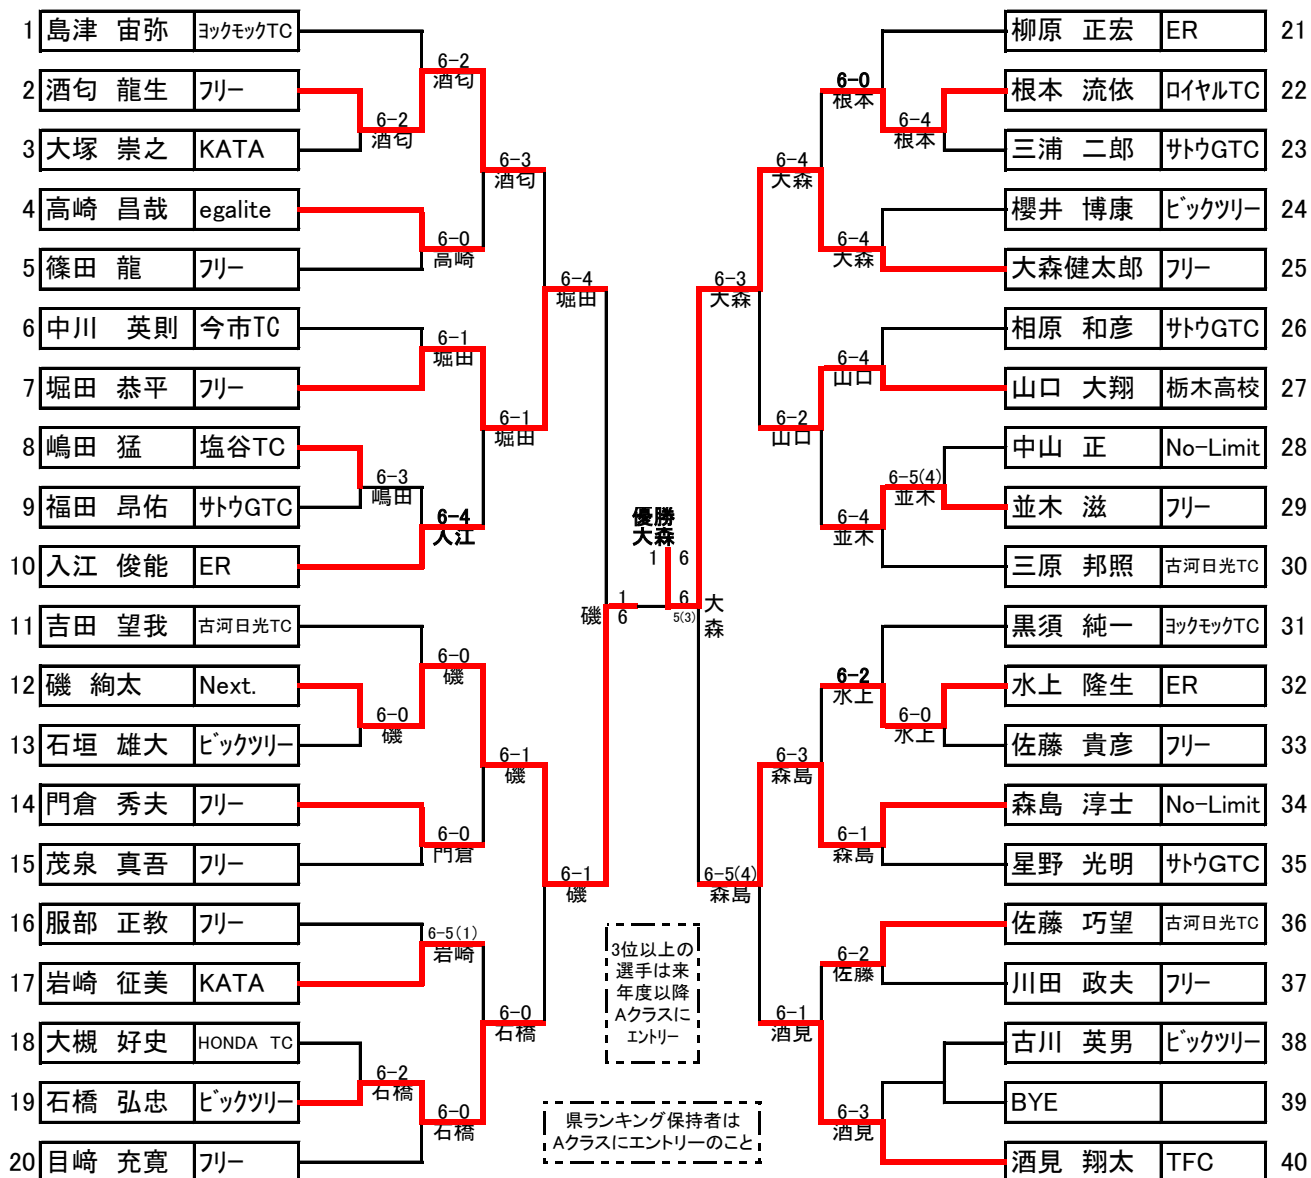 1 島津 宙弥 ﾖｯｸﾓｯｸTC
2 酒匂 龍生 ﾌﾘｰ
3 大塚 崇之 KATA
4 高崎 昌哉 egalite
5 篠田 龍 ﾌﾘｰ
6 中川 英則 今市TC
7 堀田 恭平 ﾌﾘｰ
8 嶋田 猛 塩谷TC
9 福田 昂佑 ｻﾄｳGTC
10 入江 俊能 ER
11 吉田 望我 古河日光TC
12 磯 絢太 Next.
13 石垣 雄大 ﾋﾞｯｸﾂﾘｰ
14 門倉 秀夫 ﾌﾘｰ
15 茂泉 真吾 ﾌﾘｰ
16 服部 正教 ﾌﾘｰ
17 岩崎 征美 KATA
18 大槻 好史 HONDA TC
19 石橋 弘忠 ﾋﾞｯｸﾂﾘｰ
20 目﨑 充寛 ﾌﾘｰ
6-2
酒匂
6-3
嶋田
6-0
磯
6-2
石橋
6-2
酒匂
6-0
高崎
6-1
堀田
6-4
入江
6-0
磯
6-0
門倉
6-5(1)
岩崎
6-0
石橋
6-3
酒匂
6-1
堀田
6-1
磯
6-0
石橋
6-4
堀田
6-1
磯
磯
1
6
優勝
大森
1 6
6
5(3)
大
森
6-3
大森
6-5(4)
森島
6-4
大森
6-2
山口
6-3
森島
6-1
酒見
6-0
根本
6-4
大森
6-4
山口
6-4
並木
6-2
水上
6-1
森島
6-2
佐藤
6-3
酒見
6-4
根本
6-5(4)
並木
6-0
水上
柳原 正宏 ER 21
根本 流依 ﾛｲﾔﾙTC 22
三浦 二郎 ｻﾄｳGTC 23
櫻井 博康 ﾋﾞｯｸﾂﾘｰ 24
大森健太郎 ﾌﾘｰ 25
相原 和彦 ｻﾄｳGTC 26
山口 大翔 栃木高校 27
中山 正 No-Limit 28
並木 滋 ﾌﾘｰ 29
三原 邦照 古河日光TC 30
黒須 純一 ﾖｯｸﾓｯｸTC 31
水上 隆生 ER 32
佐藤 貴彦 ﾌﾘｰ 33
森島 淳士 No-Limit 34
星野 光明 ｻﾄｳGTC 35
佐藤 巧望 古河日光TC 36
川田 政夫 ﾌﾘｰ 37
古川 英男 ﾋﾞｯｸﾂﾘｰ 38
BYE 39
酒見 翔太 TFC 40
3位以上の
選手は来
年度以降
Aクラスに
ｴﾝﾄﾘｰ
県ランキング保持者は
Aクラスにエントリーのこと